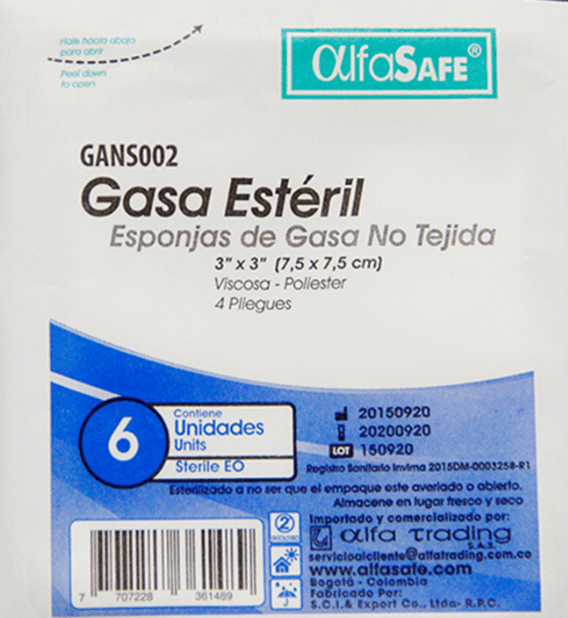 Hale hacia abajo
para abrir
Peel down
to open
alfaSAFE®
GANS002
Gasa Estéril
Esponjas de Gasa No Tejida
3" x 3" (7,5 x 7,5 cm)
Viscosa - Poliester
4 Pliegues
6
Contiene
Unidades
Units
Sterile EO
20150920
20200920
LOT 150920
Registro Sanitario Invima 2015DM-0003258-R1
Esterilizado a no ser que el empaque este averiado o abierto.
Almacene en lugar fresco y seco
2
Importado y comercializado por:
alfa trading
S.A.S.
servicioalcliente@alfatrading.com.co
www.alfasafe.com
Bogotá - Colombia
Fabricado Por:
S.C.I.& Export Co., Ltda- R.P.C.
7 707228 361489